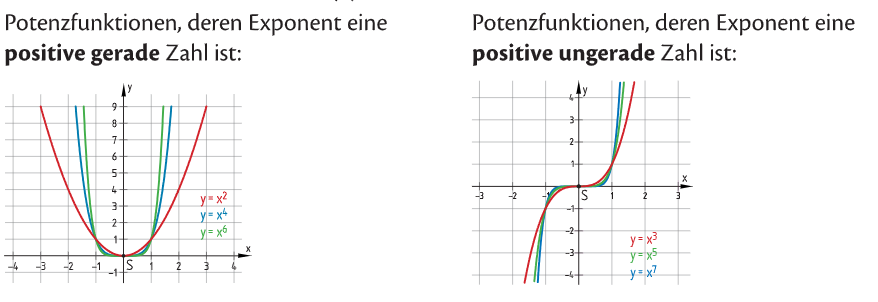 Potenzfunktionen, deren Exponent eine
positive gerade Zahl ist:
y
9
8
7
6
5
4
3
2
1
-1
-4 -3 -2 -1 S 1 2 3 4 x
y = x²
y = x⁴
y = x⁶
Potenzfunktionen, deren Exponent eine
positive ungerade Zahl ist:
y
4
3
2
1
-3 -2 -1 S 1 2 3 x
-1
-2
-3
-4
y = x³
y = x⁵
y = x⁷